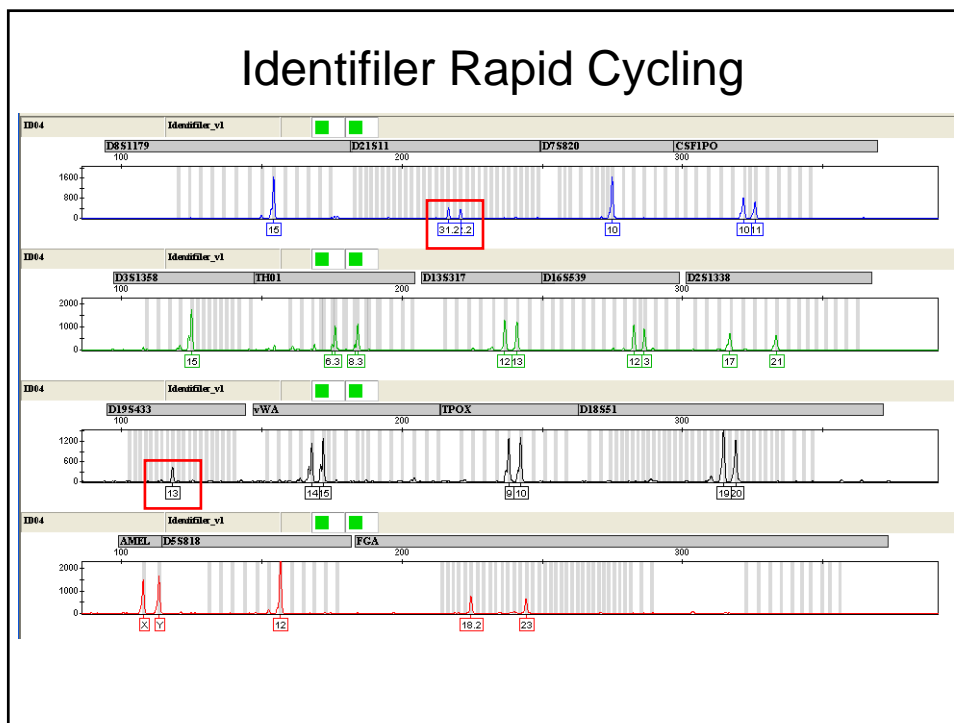 Identifiler Rapid Cycling
ID04 Identifiler_v1
D8S1179 D21S11 D7S820 CSF1PO
100 200 300
1600
800
0
15 31.2 .2 10 10 11
ID04 Identifiler_v1
D3S1358 TH01 D13S317 D16S539 D2S1338
100 200 300
2000
1000
0
15 6.3 8.3 12 13 12 3 17 21
ID04 Identifiler_v1
D19S433 vWA TPOX D18S51
100 200 300
1200
600
0
13 14 15 9 10 19 20
ID04 Identifiler_v1
AMEL D5S818 FGA
100 200 300
2000
1000
0
X Y 12 18.2 23